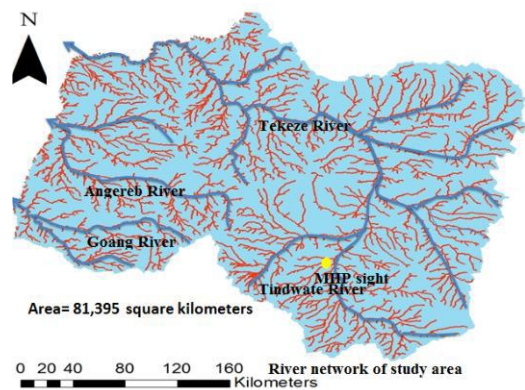 N
Tekeze River
Angereb River
Goang River
MHP sight
Tindwate River
Area= 81,395 square kilometers
0 20 40 80 120 160
Kilometers
River network of study area